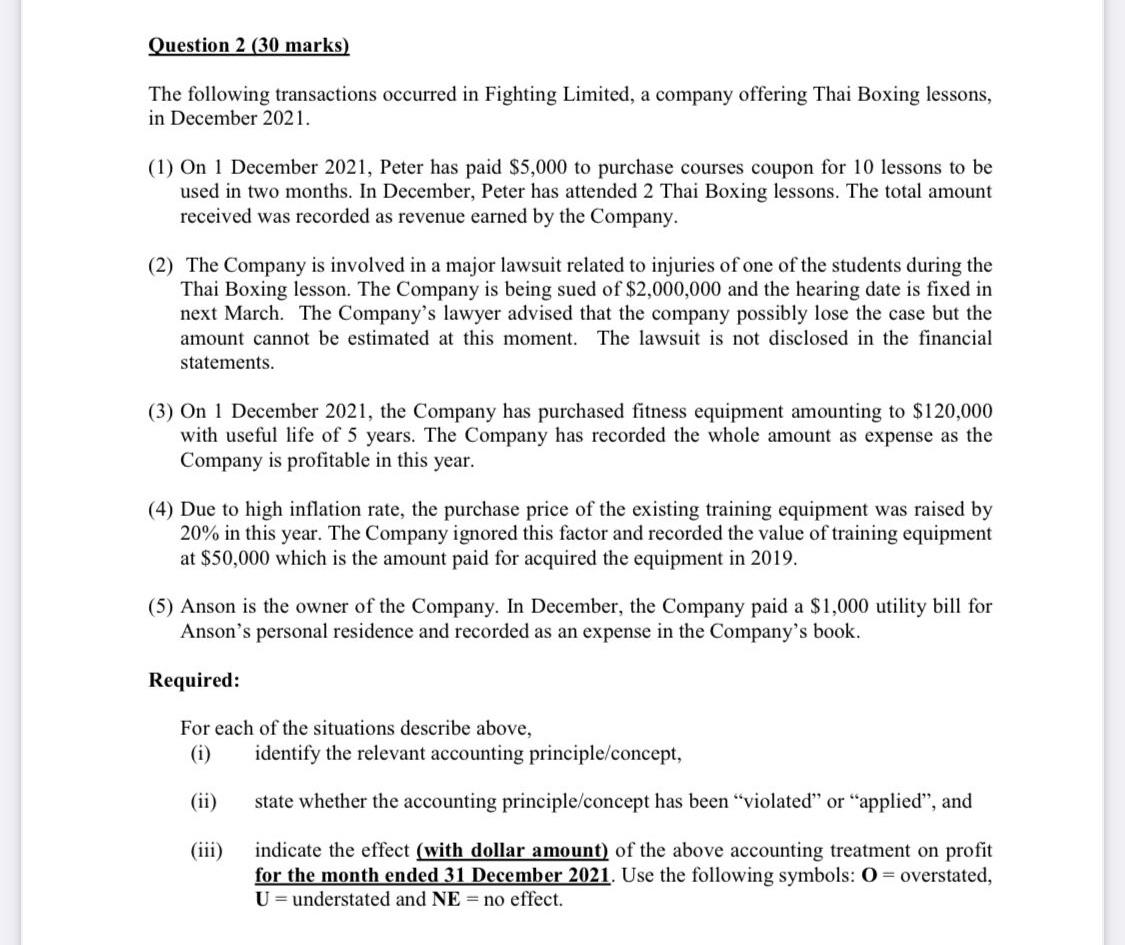 Question 2 (30 marks)
The following transactions occurred in Fighting Limited, a company offering Thai Boxing lessons,
in December 2021.
(1) On 1 December 2021, Peter has paid $5,000 to purchase courses coupon for 10 lessons to be
used in two months. In December, Peter has attended 2 Thai Boxing lessons. The total amount
received was recorded as revenue earned by the Company.
(2) The Company is involved in a major lawsuit related to injuries of one of the students during the
Thai Boxing lesson. The Company is being sued of $2,000,000 and the hearing date is fixed in
next March. The Company's lawyer advised that the company possibly lose the case but the
amount cannot be estimated at this moment. The lawsuit is not disclosed in the financial
statements.
(3) On 1 December 2021, the Company has purchased fitness equipment amounting to $120,000
with useful life of 5 years. The Company has recorded the whole amount as expense as the
Company is profitable in this year.
(4) Due to high inflation rate, the purchase price of the existing training equipment was raised by
20% in this year. The Company ignored this factor and recorded the value of training equipment
at $50,000 which is the amount paid for acquired the equipment in 2019.
(5) Anson is the owner of the Company. In December, the Company paid a $1,000 utility bill for
Anson's personal residence and recorded as an expense in the Company's book.
Required:
For each of the situations describe above,
(i) identify the relevant accounting principle/concept,
(ii) state whether the accounting principle/concept has been “violated” or “applied”, and
(iii) indicate the effect (with dollar amount) of the above accounting treatment on profit
for the month ended 31 December 2021. Use the following symbols: O = overstated,
U = understated and NE = no effect.